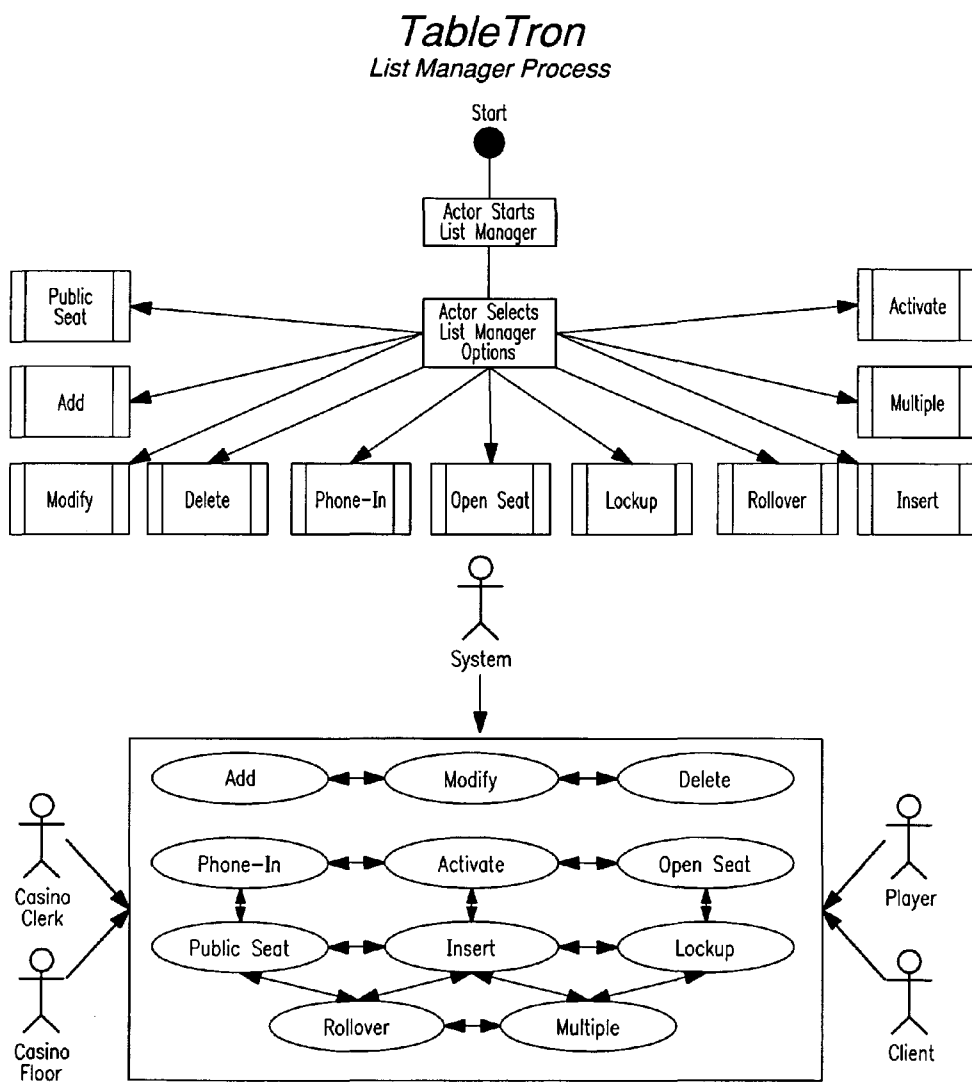 TableTron
List Manager Process
Start
Actor Starts
List Manager
Public
Seat
Actor Selects
List Manager
Options
Activate
Add
Multiple
Modify
Delete
Phone-In
Open Seat
Lockup
Rollover
Insert
System
Add
Modify
Delete
Phone-In
Activate
Open Seat
Casino
Clerk
Player
Public Seat
Insert
Lockup
Rollover
Multiple
Casino
Floor
Client